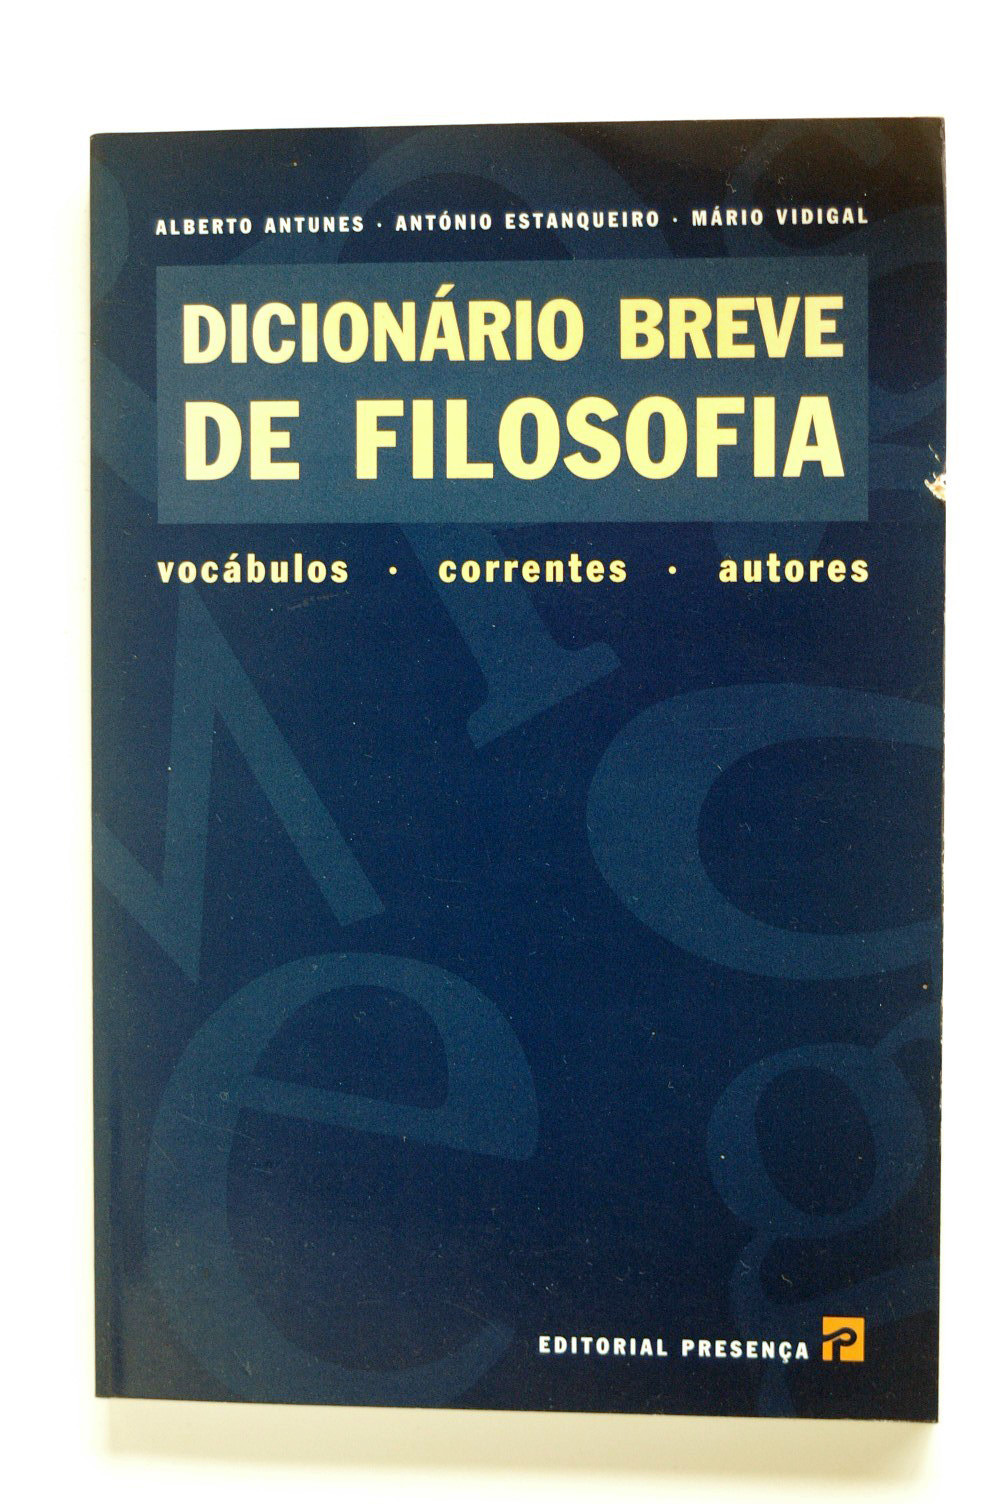 ALBERTO ANTUNES · ANTÓNIO ESTANQUEIRO · MÁRIO VIDIGAL
DICIONÁRIO BREVE
DE FILOSOFIA
vocábulos · correntes · autores
EDITORIAL PRESENÇA